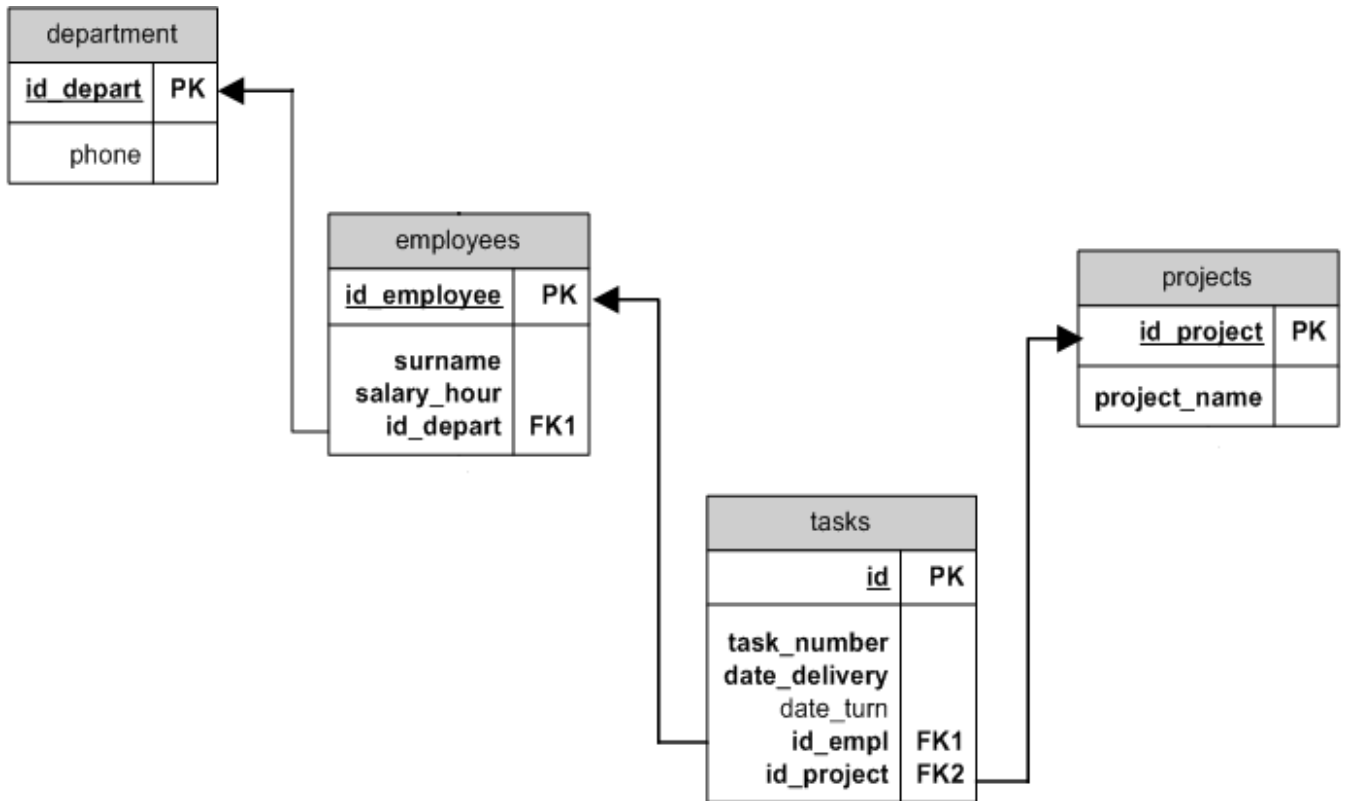 department
id_depart PK
phone
employees
id_employee PK
surname
salary_hour
id_depart FK1
projects
id_project PK
project_name
tasks
id PK
task_number
date_delivery
date_turn
id_empl FK1
id_project FK2